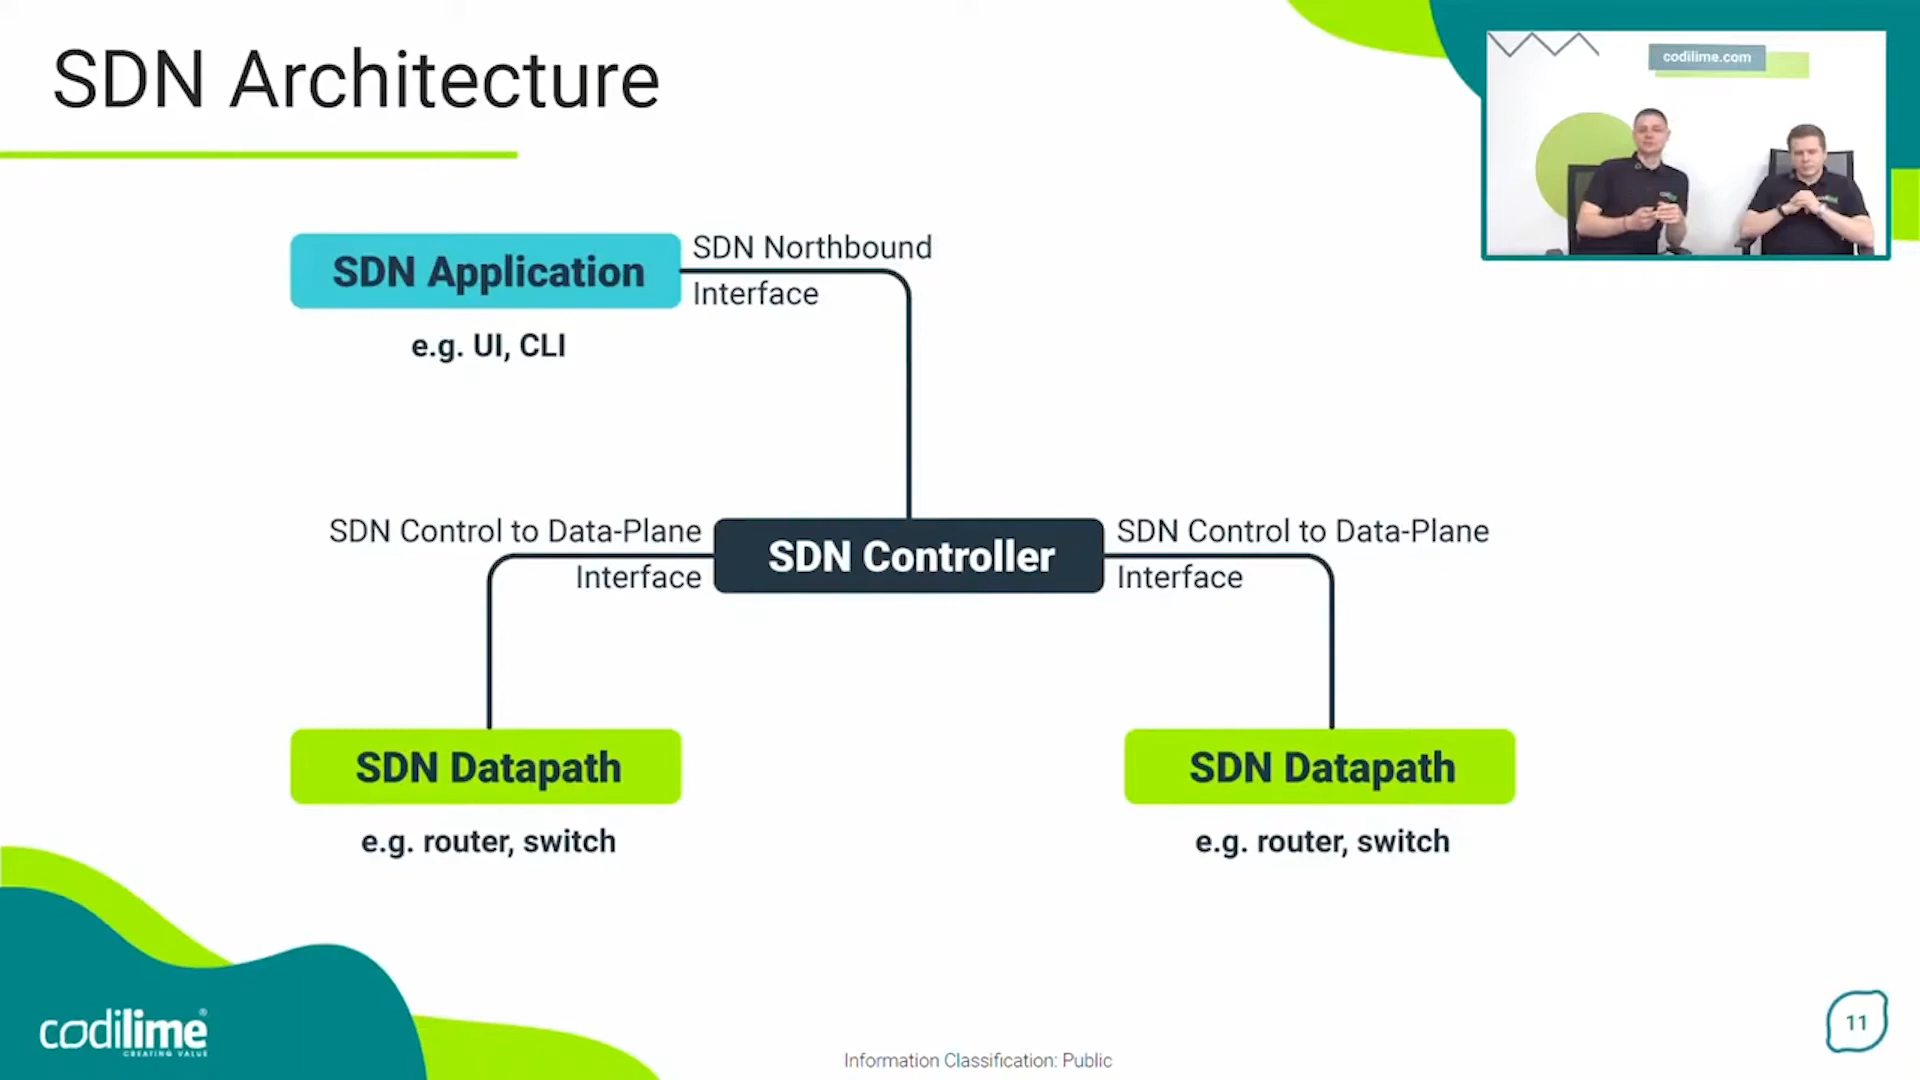 SDN Architecture
codilime.com
SDN Application
SDN Northbound
Interface
e.g. UI, CLI
SDN Control to Data-Plane
Interface
SDN Controller
SDN Control to Data-Plane
Interface
SDN Datapath
e.g. router, switch
SDN Datapath
e.g. router, switch
codilime®
CREATING VALUE
Information Classification: Public
11